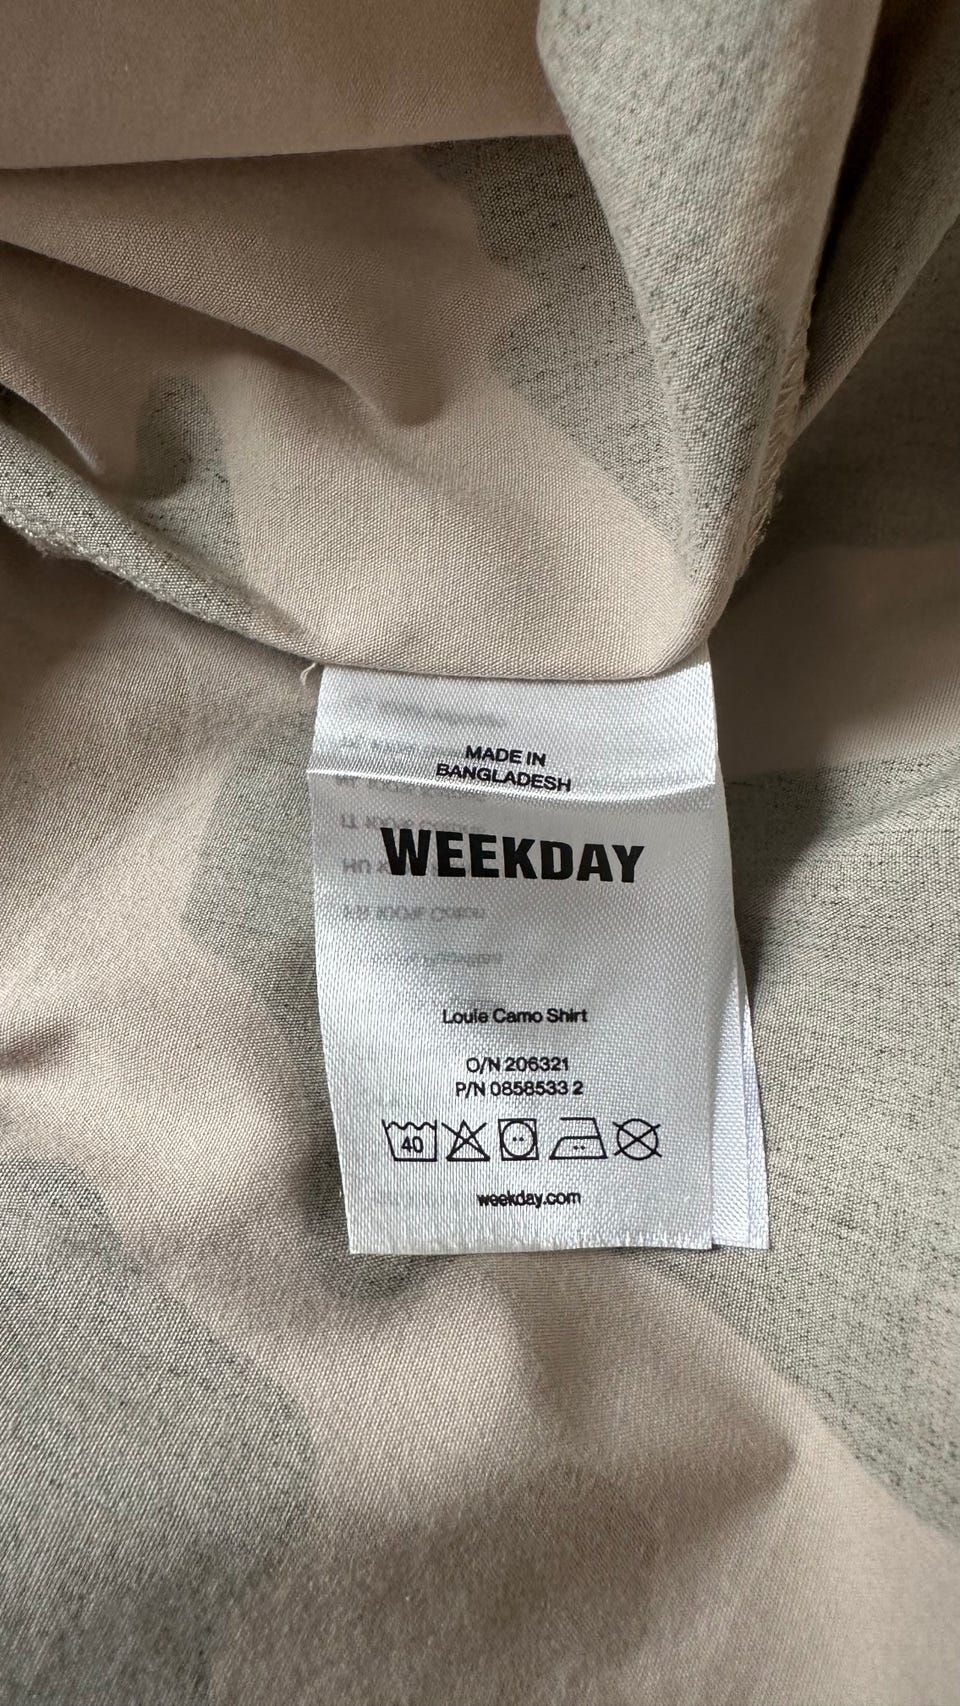 MADE IN
BANGLADESH
WEEKDAY
Louie Camo Shirt
O/N 206321
P/N 0858533 2
40
weekday.com